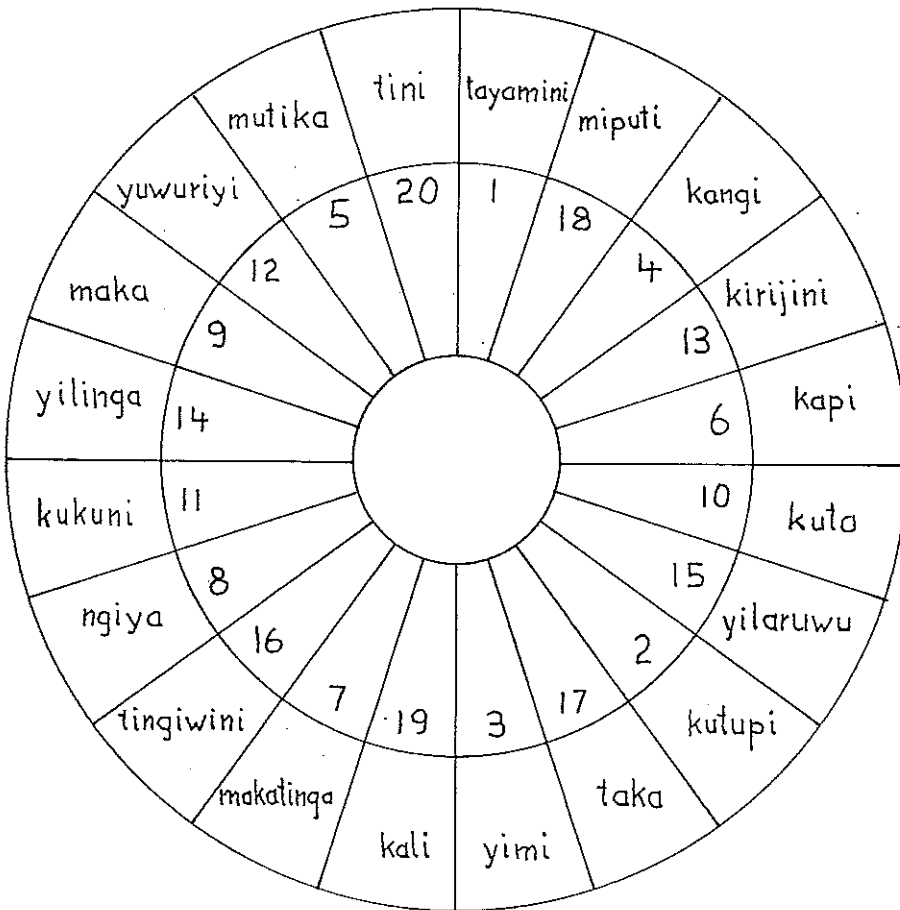 tayamini
1
miputi
18
kangi
4
kirijini
13
kapi
6
kuta
10
yilaruwu
15
kutupi
2
taka
17
yimi
3
kali
19
makatinga
7
tingiwini
16
ngiya
8
kukuni
11
yilinga
14
maka
9
yuwuriyi
12
mutika
5
tini
20